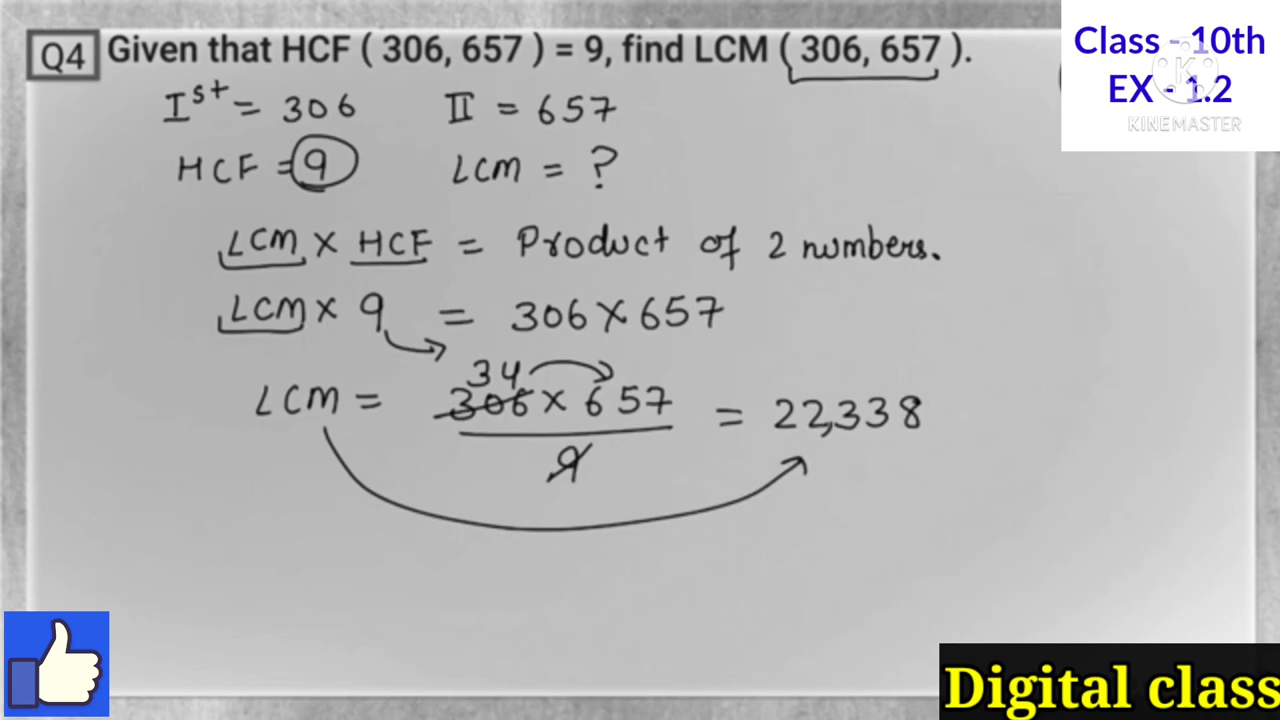 Q4 Given that HCF ( 306, 657 ) = 9, find LCM ( 306, 657 ).
Class - 10th
EX - 1.2
KINEMASTER
Ist = 306 II = 657
HCF = 9 LCM = ?
LCM × HCF = Product of 2 numbers.
LCM × 9 = 306 × 657
34
LCM = 306 × 657 = 22,338
9
Digital class